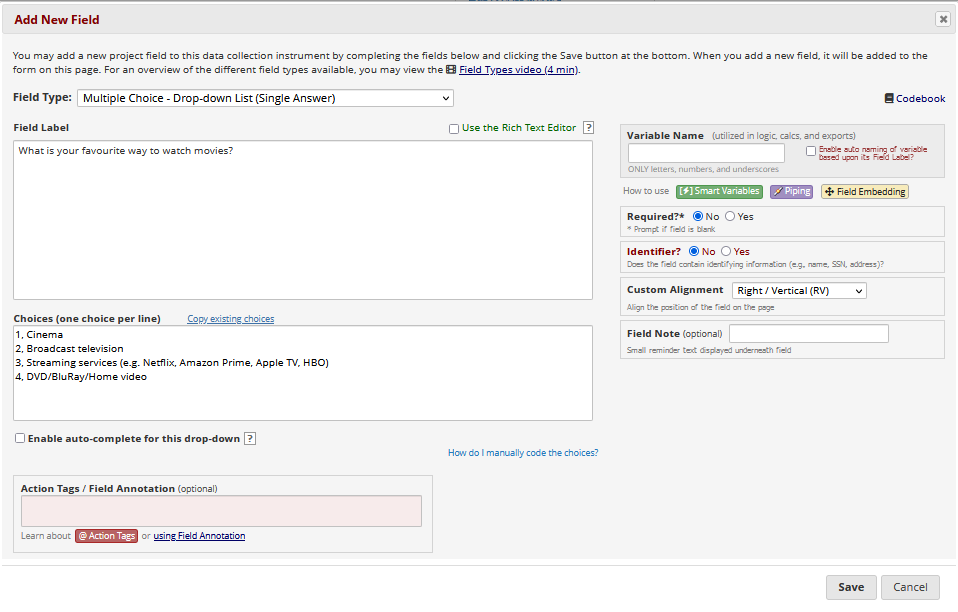 Add New Field
You may add a new project field to this data collection instrument by completing the fields below and clicking the Save button at the bottom. When you add a new field, it will be added to the
form on this page. For an overview of the different field types available, you may view the Field Types video (4 min).
Field Type: Multiple Choice - Drop-down List (Single Answer)
Codebook
Field Label
Use the Rich Text Editor ?
What is your favourite way to watch movies?
Choices (one choice per line) Copy existing choices
1, Cinema
2, Broadcast television
3, Streaming services (e.g. Netflix, Amazon Prime, Apple TV, HBO)
4, DVD/BluRay/Home video
Enable auto-complete for this drop-down ?
How do I manually code the choices?
Action Tags / Field Annotation (optional)
Learn about @ Action Tags or using Field Annotation
Variable Name (utilized in logic, calcs, and exports)
Enable auto naming of variable
based upon its Field Label?
ONLY letters, numbers, and underscores
How to use [⚡] Smart Variables Piping Field Embedding
Required?* No Yes
* Prompt if field is blank
Identifier? No Yes
Does the field contain identifying information (e.g., name, SSN, address)?
Custom Alignment Right / Vertical (RV)
Align the position of the field on the page
Field Note (optional)
Small reminder text displayed underneath field
Save Cancel